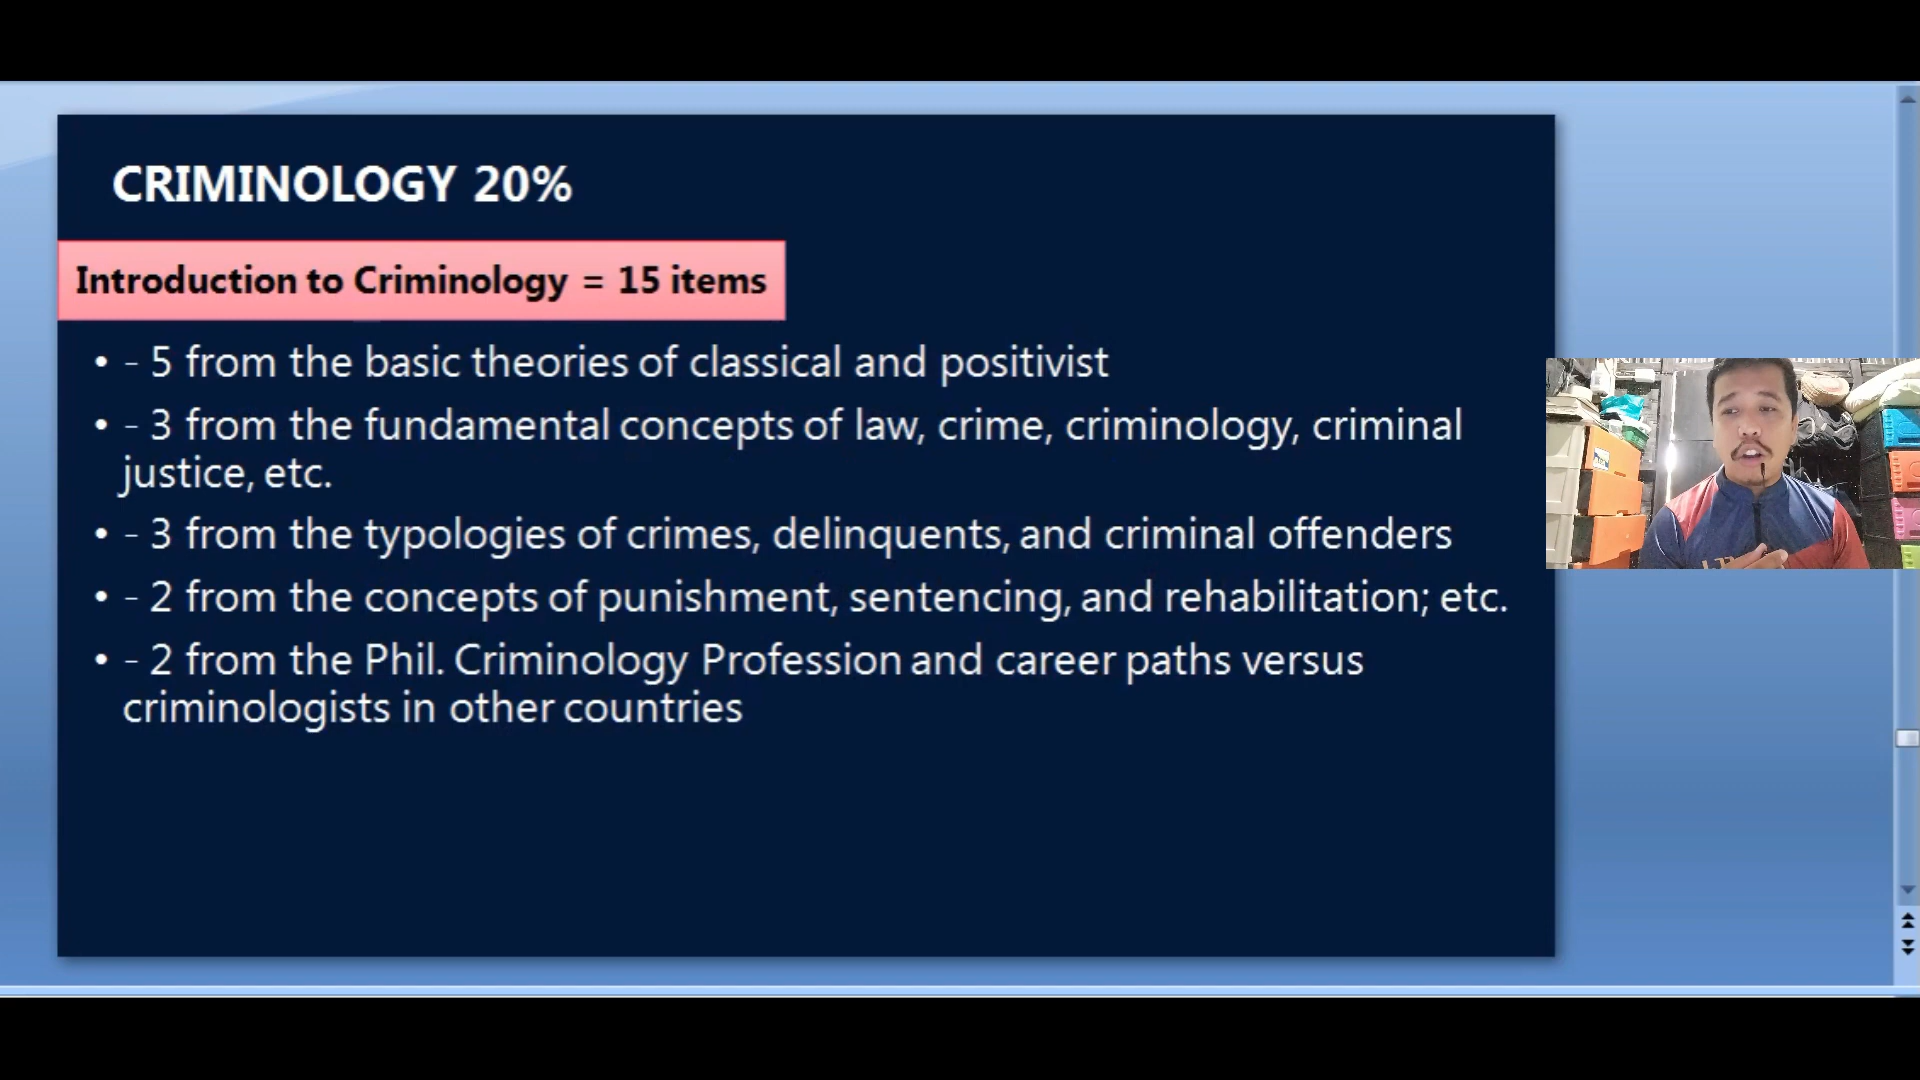 CRIMINOLOGY 20%
Introduction to Criminology = 15 items
• - 5 from the basic theories of classical and positivist
• - 3 from the fundamental concepts of law, crime, criminology, criminal
justice, etc.
• - 3 from the typologies of crimes, delinquents, and criminal offenders
• - 2 from the concepts of punishment, sentencing, and rehabilitation; etc.
• - 2 from the Phil. Criminology Profession and career paths versus
criminologists in other countries